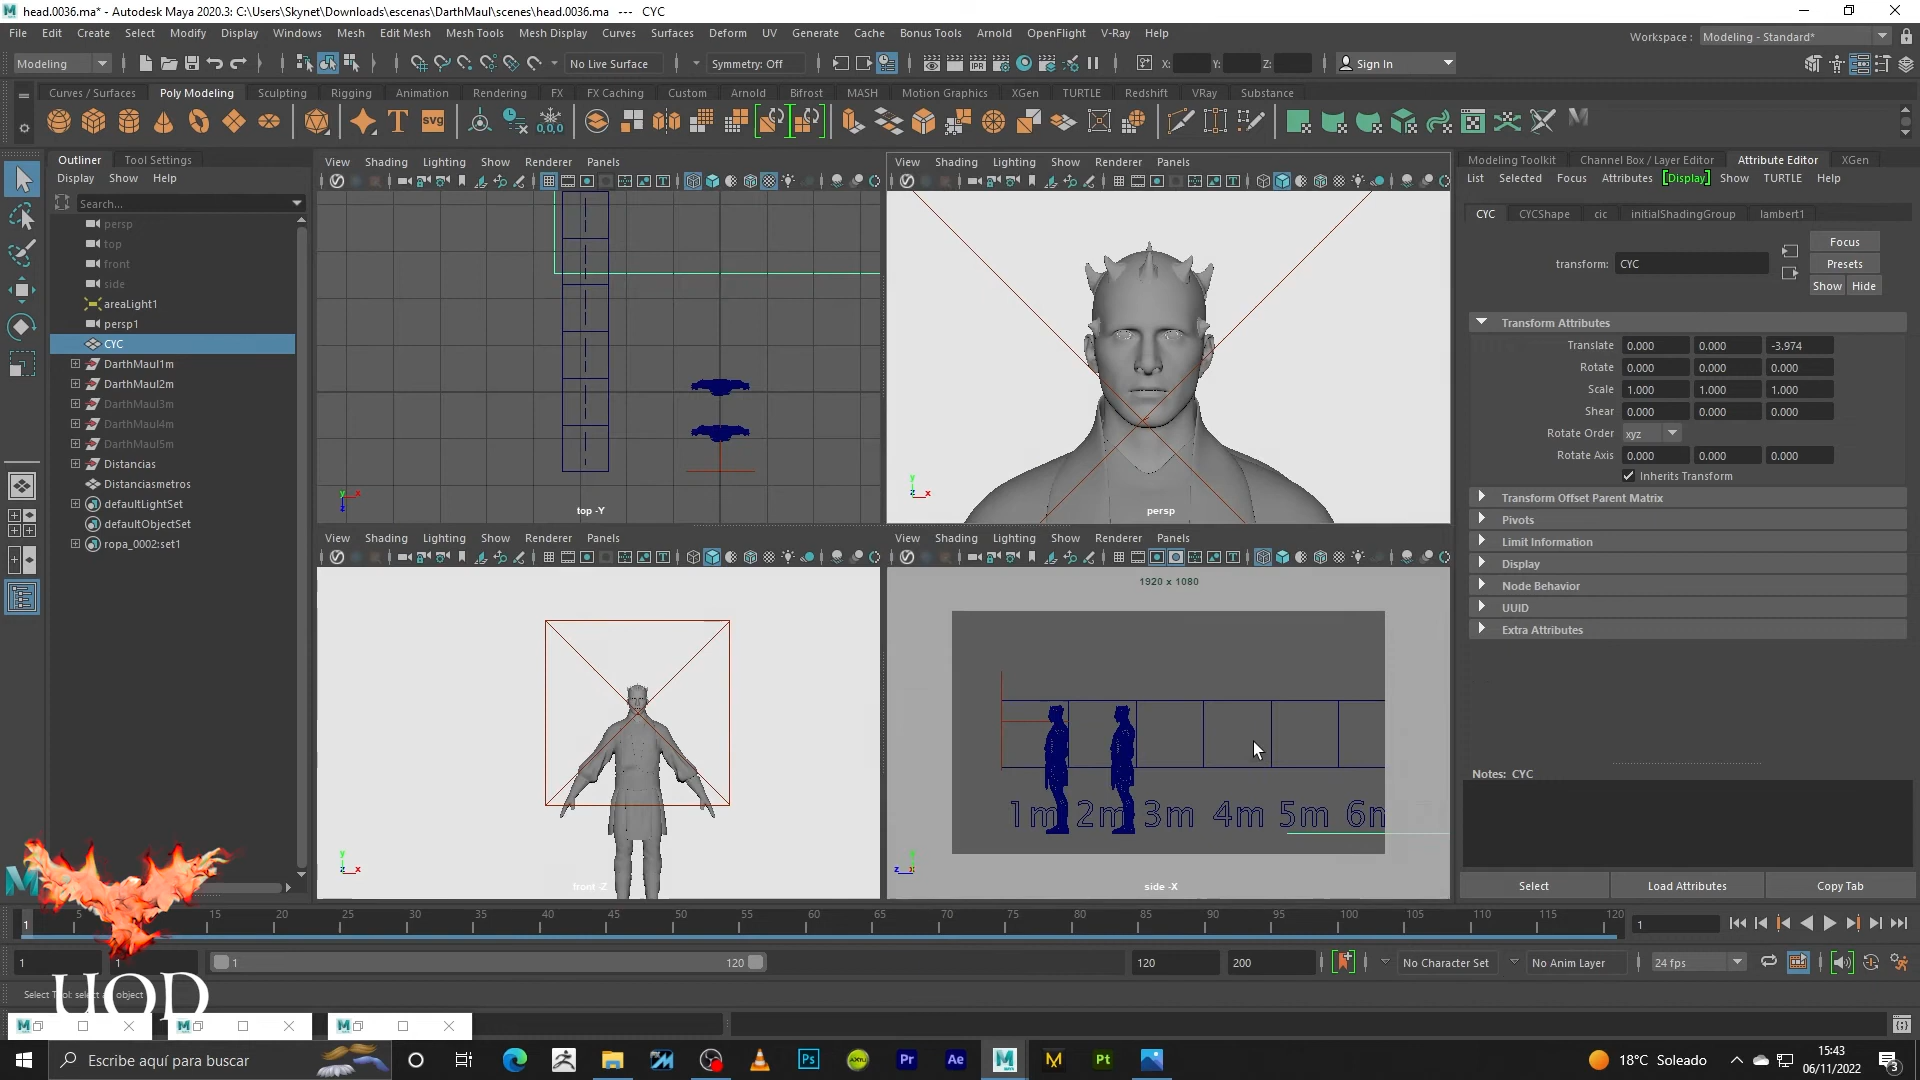 head.0036.ma* - Autodesk Maya 2020.3: C:\Users\Skynet\Downloads\escenas\DarthMaul\scenes\head.0036.ma   ---   CYC
File Edit Create Select Modify Display Windows Mesh Edit Mesh Mesh Tools Mesh Display Curves Surfaces Deform UV Generate Cache Bonus Tools Arnold OpenFlight V-Ray Help
Workspace : Modeling - Standard*
Modeling No Live Surface Symmetry: Off X: Y: Z: Sign In
Curves / Surfaces Poly Modeling Sculpting Rigging Animation Rendering FX FX Caching Custom Arnold Bifrost MASH Motion Graphics XGen TURTLE Redshift VRay Substance
Outliner Tool Settings
Display Show Help
Search...
persp
top
front
side
areaLight1
persp1
CYC
DarthMaul1m
DarthMaul2m
DarthMaul3m
DarthMaul4m
DarthMaul5m
Distancias
Distanciasmetros
defaultLightSet
defaultObjectSet
ropa_0002:set1
View Shading Lighting Show Renderer Panels
top -Y
View Shading Lighting Show Renderer Panels
persp
View Shading Lighting Show Renderer Panels
front -Z
View Shading Lighting Show Renderer Panels
1920 x 1080
1m 2m 3m 4m 5m 6m
side -X
Modeling Toolkit Channel Box / Layer Editor Attribute Editor XGen
List Selected Focus Attributes Display Show TURTLE Help
CYC CYCShape cic initialShadingGroup lambert1
Focus
transform: CYC
Presets
Show Hide
Transform Attributes
Translate 0.000 0.000 -3.974
Rotate 0.000 0.000 0.000
Scale 1.000 1.000 1.000
Shear 0.000 0.000 0.000
Rotate Order xyz
Rotate Axis 0.000 0.000 0.000
Inherits Transform
Transform Offset Parent Matrix
Pivots
Limit Information
Display
Node Behavior
UUID
Extra Attributes
Notes: CYC
Select Load Attributes Copy Tab
1 5 15 20 25 30 35 40 45 50 55 60 65 70 75 80 85 90 95 100 105 110 115 120 1
1 1 1 120 120 200 No Character Set No Anim Layer 24 fps
Select Tool: select an object
UOD
Escribe aquí para buscar
18°C Soleado
15:43
06/11/2022
3